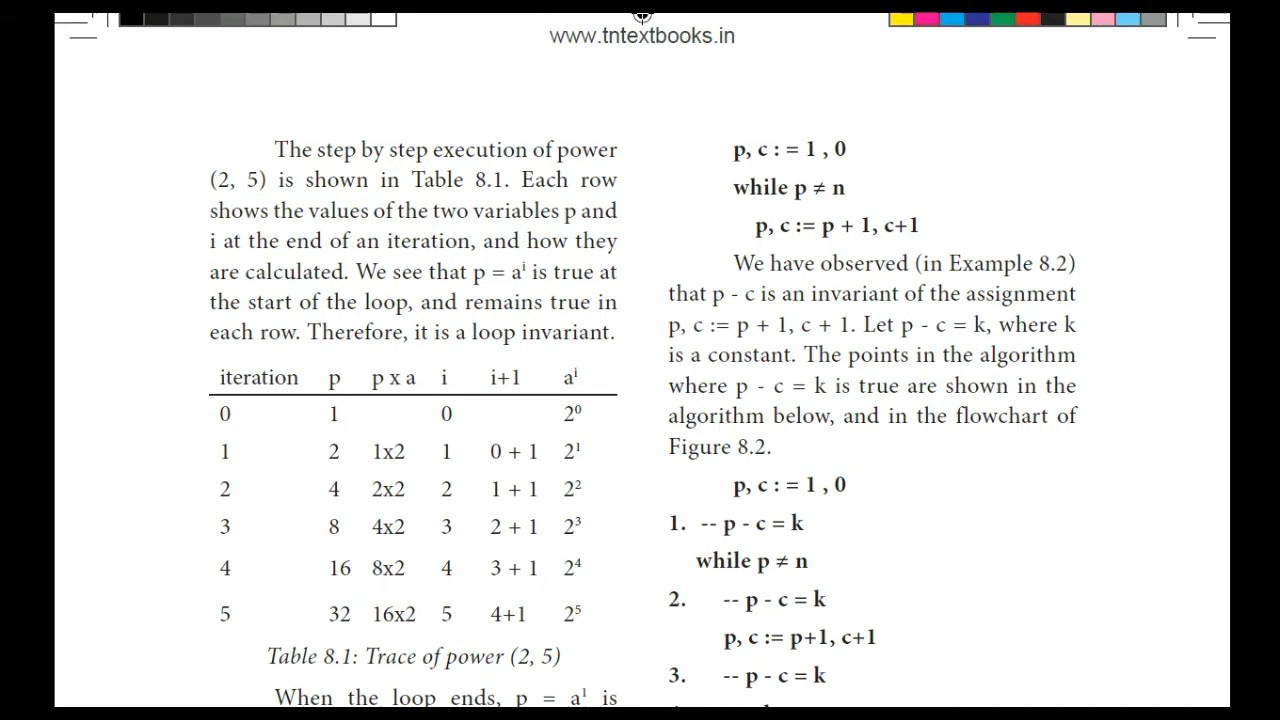 www.tntextbooks.in
The step by step execution of power
(2, 5) is shown in Table 8.1. Each row
shows the values of the two variables p and
i at the end of an iteration, and how they
are calculated. We see that p = aⁱ is true at
the start of the loop, and remains true in
each row. Therefore, it is a loop invariant.
iteration p p x a i i+1 aⁱ
0 1 0 2⁰
1 2 1x2 1 0 + 1 2¹
2 4 2x2 2 1 + 1 2²
3 8 4x2 3 2 + 1 2³
4 16 8x2 4 3 + 1 2⁴
5 32 16x2 5 4+1 2⁵
Table 8.1: Trace of power (2, 5)
When the loop ends, p = a¹ is
p, c : = 1 , 0
while p ≠ n
p, c := p + 1, c+1
We have observed (in Example 8.2)
that p - c is an invariant of the assignment
p, c := p + 1, c + 1. Let p - c = k, where k
is a constant. The points in the algorithm
where p - c = k is true are shown in the
algorithm below, and in the flowchart of
Figure 8.2.
p, c : = 1 , 0
1. -- p - c = k
while p ≠ n
2. -- p - c = k
p, c := p+1, c+1
3. -- p - c = k